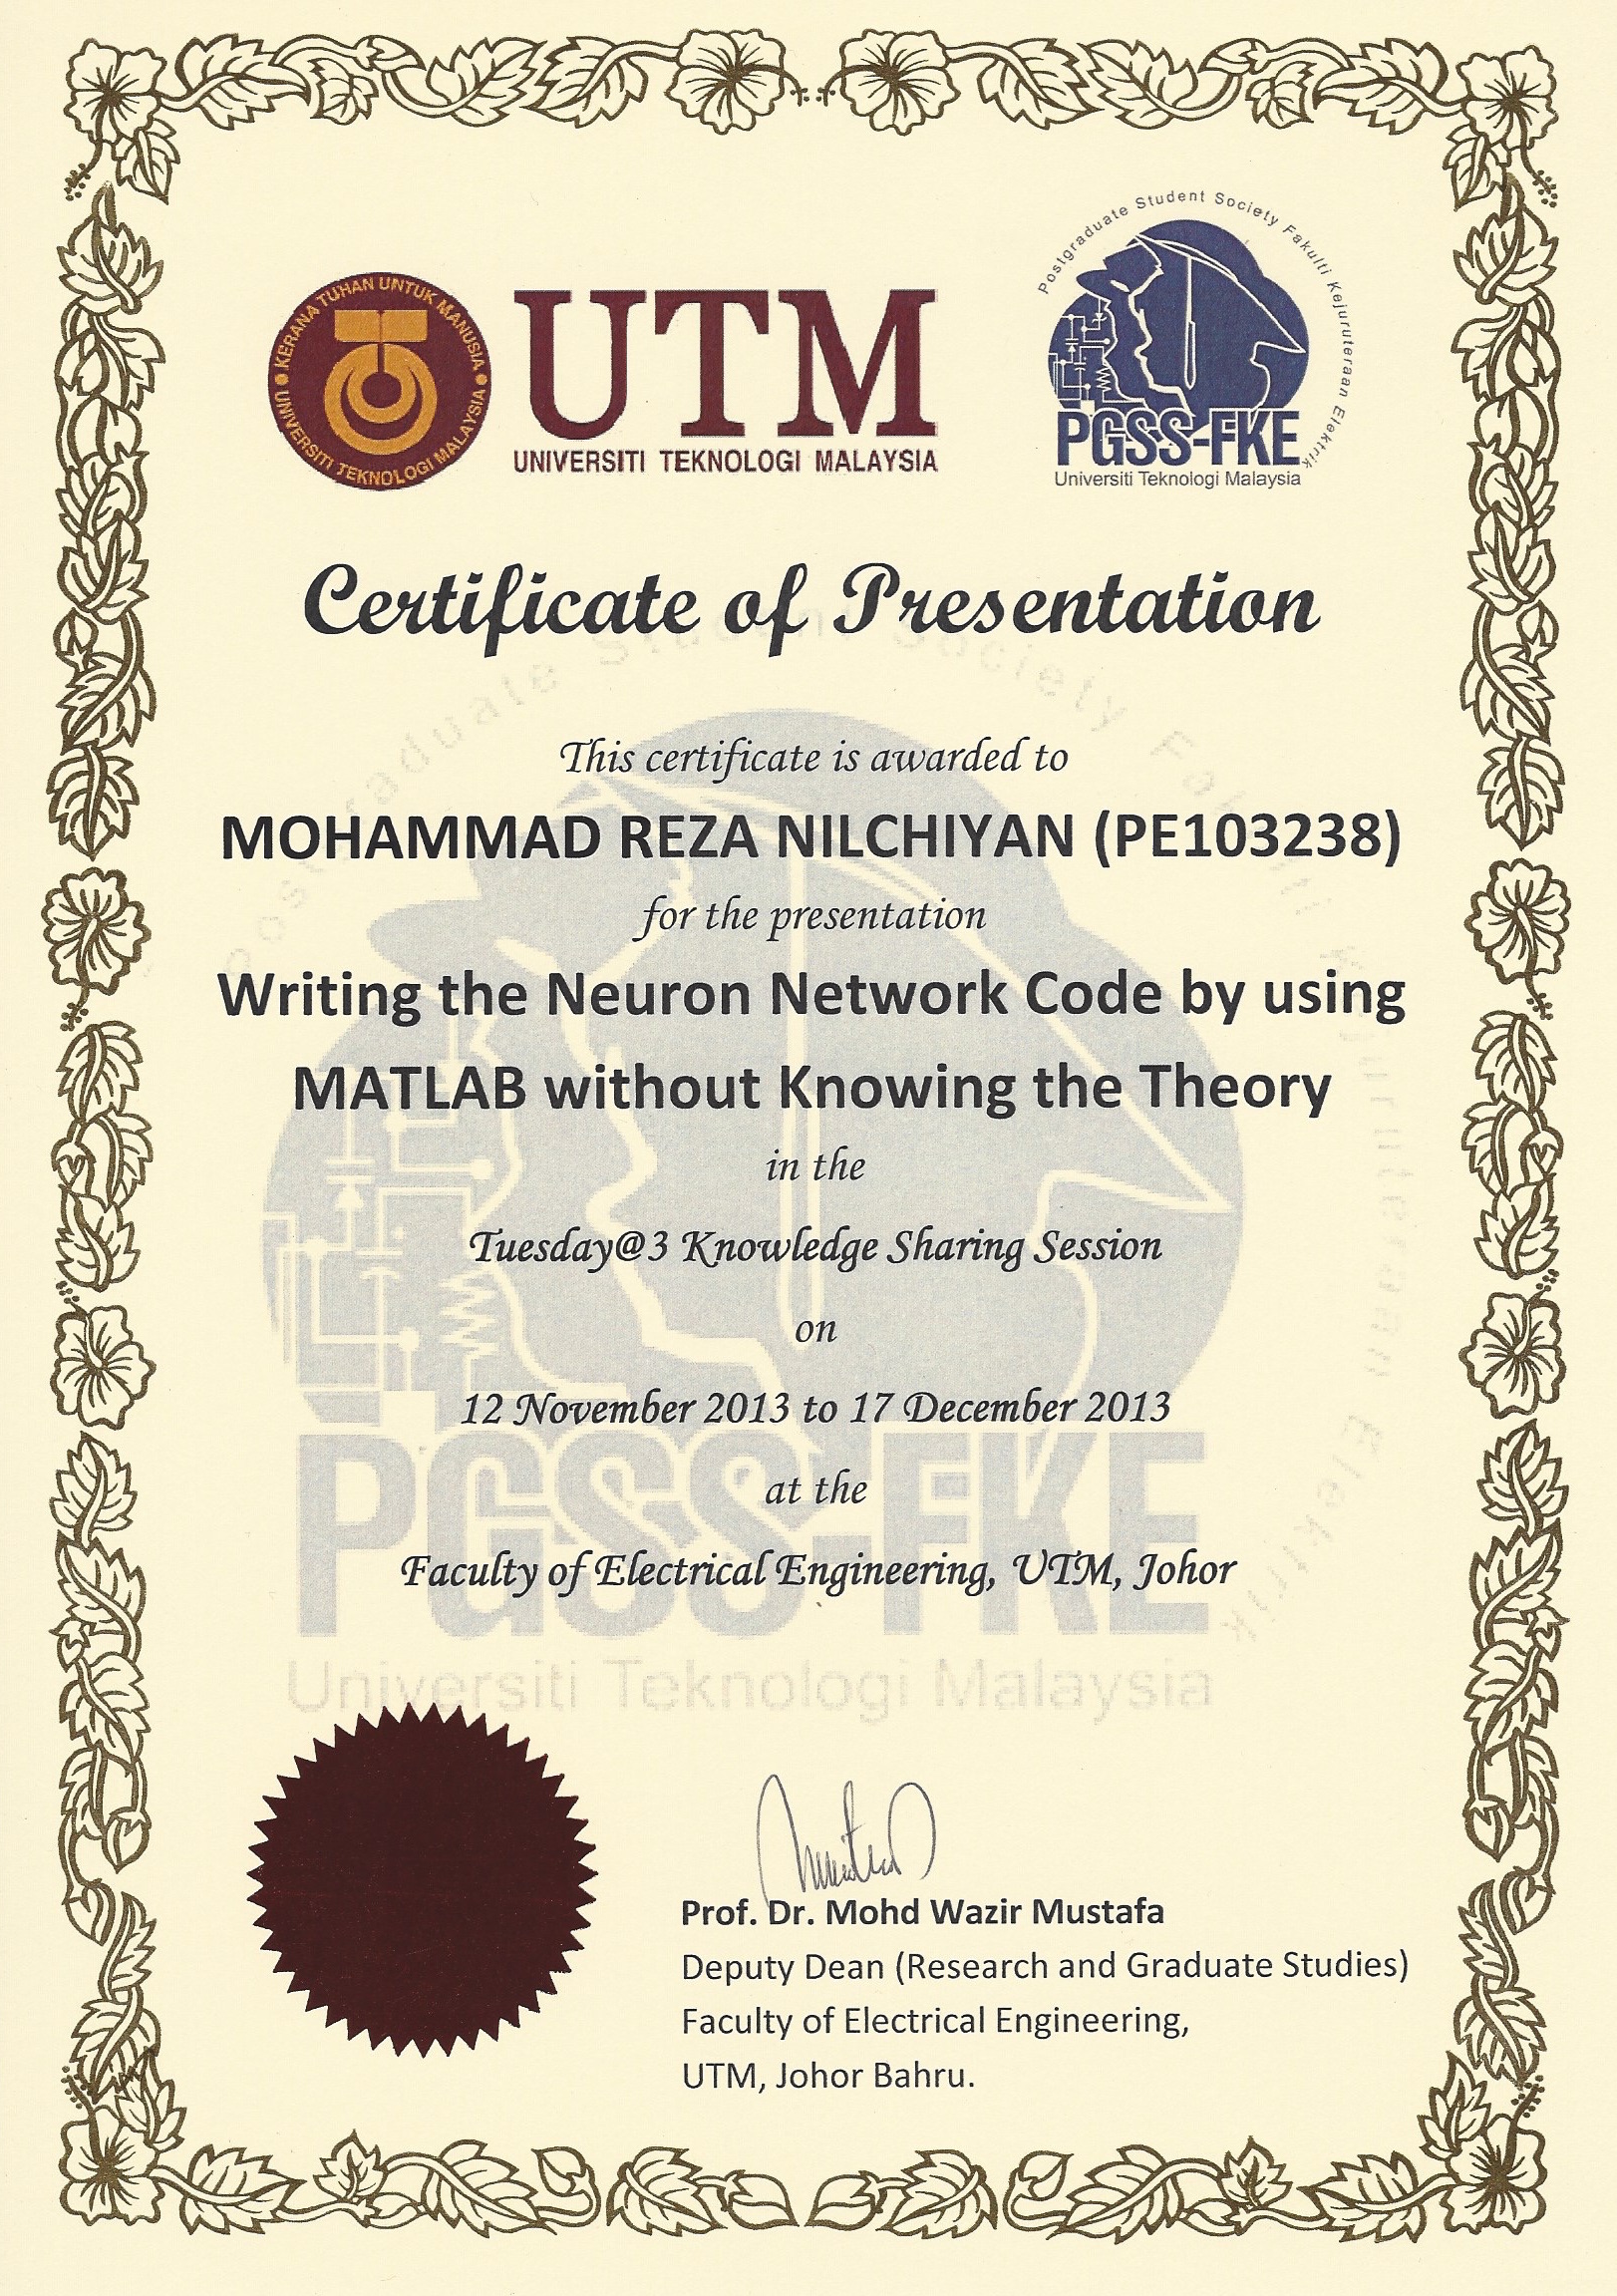 KERANA TUHAN UNTUK MANUSIA
UNIVERSITI TEKNOLOGI MALAYSIA
UTM
UNIVERSITI TEKNOLOGI MALAYSIA
Postgraduate Student Society Fakulti Kejuruteraan Elektrik
PGSS-FKE
Universiti Teknologi Malaysia
Certificate of Presentation
This certificate is awarded to
MOHAMMAD REZA NILCHIYAN (PE103238)
for the presentation
Writing the Neuron Network Code by using
MATLAB without Knowing the Theory
in the
Tuesday@3 Knowledge Sharing Session
on
12 November 2013 to 17 December 2013
at the
Faculty of Electrical Engineering, UTM, Johor
Postgraduate Student Society Fakulti Kejuruteraan Elektrik
PGSS-FKE
Universiti Teknologi Malaysia
Prof. Dr. Mohd Wazir Mustafa
Deputy Dean (Research and Graduate Studies)
Faculty of Electrical Engineering,
UTM, Johor Bahru.